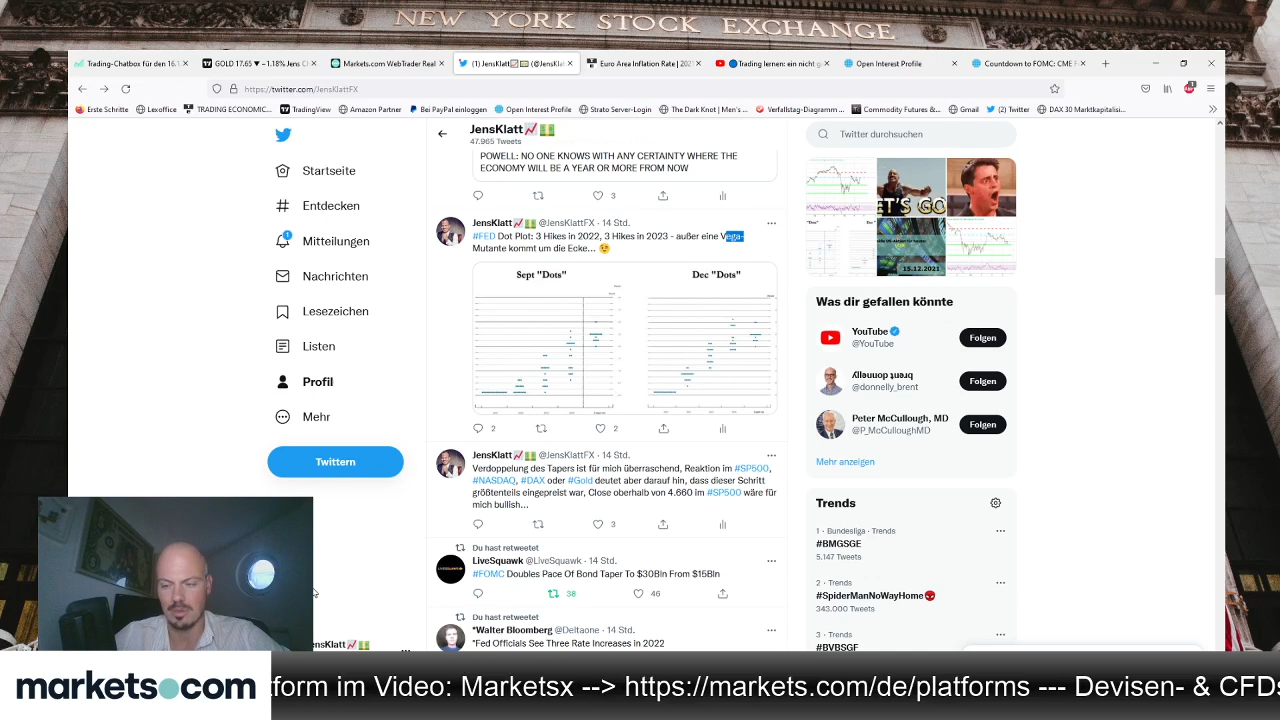 NEW YORK STOCK EXCHANGE
Trading-Chatbox für den 16.1
GOLD 17.65 ▼ −1.18% Jens C
Markets.com WebTrader Real
(1) JensKlatt📈💵 (@JensKlatt
Euro Area Inflation Rate | 2021
Trading lernen: ein nicht g
Open Interest Profile
Countdown to FOMC: CME F
https://twitter.com/JensKlattFX
Erste Schritte
Lexoffice
TRADING ECONOMIC...
TradingView
Amazon Partner
Bei PayPal einloggen
Open Interest Profile
Strato Server-Login
The Dark Knot | Men's ...
Verfallstag-Diagramm ...
Commodity Futures &...
Gmail
(2) Twitter
DAX 30 Marktkapitalisi...
Startseite
Entdecken
1
Mitteilungen
Nachrichten
Lesezeichen
Listen
Profil
Mehr
Twittern
JensKlatt📈💵
47.965 Tweets
POWELL: NO ONE KNOWS WITH ANY CERTAINTY WHERE THE
ECONOMY WILL BE A YEAR OR MORE FROM NOW
3
JensKlatt📈💵 @JensKlattFX · 14 Std.
#FED Dot Plot: 3 Hikes in 2022, 3 Hikes in 2023 - außer eine Vega-
Mutante kommt um die Ecke... 😉
Sept "Dots"
Dec "Dots"
2
2
JensKlatt📈💵 @JensKlattFX · 14 Std.
Verdoppelung des Tapers ist für mich überraschend, Reaktion im #SP500,
#NASDAQ, #DAX oder #Gold deutet aber darauf hin, dass dieser Schritt
größtenteils eingepreist war, Close oberhalb von 4.660 im #SP500 wäre für
mich bullish...
3
Du hast retweetet
LiveSquawk @LiveSquawk · 14 Std.
#FOMC Doubles Pace Of Bond Taper To $30Bln From $15Bln
38
46
Du hast retweetet
*Walter Bloomberg @DeItaone · 14 Std.
*Fed Officials See Three Rate Increases in 2022
Twitter durchsuchen
LET'S GO
15.12.2021
Was dir gefallen könnte
YouTube
@YouTube
Folgen
@donnelly_brent
Folgen
Peter McCullough, MD
@P_McCulloughMD
Folgen
Mehr anzeigen
Trends
1 · Bundesliga · Trends
#BMGSGE
5.147 Tweets
2 · Trends
#SpiderManNoWayHome
343.000 Tweets
3 · Trends
#BVBSGF
nsKlatt📈💵
markets.com
tform im Video: Marketsx --> https://markets.com/de/platforms --- Devisen- & CFDs